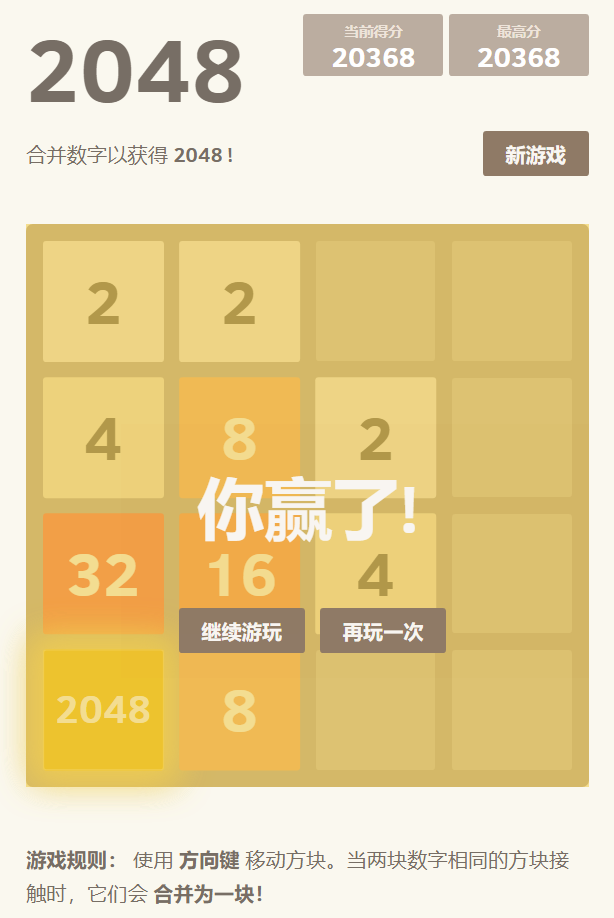 2048
当前得分
20368
最高分
20368
合并数字以获得 2048！
新游戏
2 2
4 8 2
你赢了!
32 16 4
继续游玩 再玩一次
2048 8
游戏规则： 使用 方向键 移动方块。当两块数字相同的方块接
触时，它们会 合并为一块！